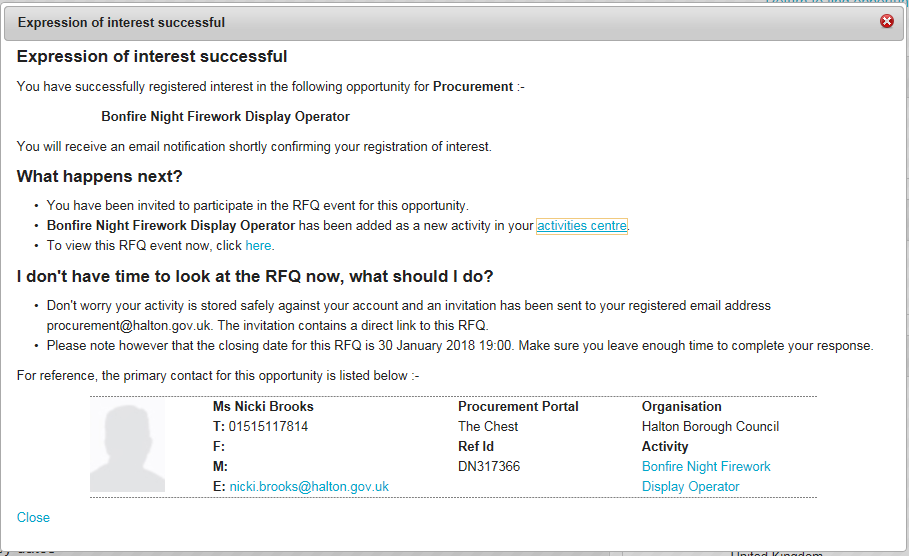 Expression of interest successful
Expression of interest successful
You have successfully registered interest in the following opportunity for Procurement :-
Bonfire Night Firework Display Operator
You will receive an email notification shortly confirming your registration of interest.
What happens next?
• You have been invited to participate in the RFQ event for this opportunity.
• Bonfire Night Firework Display Operator has been added as a new activity in your activities centre.
• To view this RFQ event now, click here.
I don't have time to look at the RFQ now, what should I do?
• Don't worry your activity is stored safely against your account and an invitation has been sent to your registered email address
procurement@halton.gov.uk. The invitation contains a direct link to this RFQ.
• Please note however that the closing date for this RFQ is 30 January 2018 19:00. Make sure you leave enough time to complete your response.
For reference, the primary contact for this opportunity is listed below :-
Ms Nicki Brooks Procurement Portal Organisation
T: 01515117814 The Chest Halton Borough Council
F: Ref Id Activity
M: DN317366 Bonfire Night Firework
E: nicki.brooks@halton.gov.uk Display Operator
Close
United Kingdom